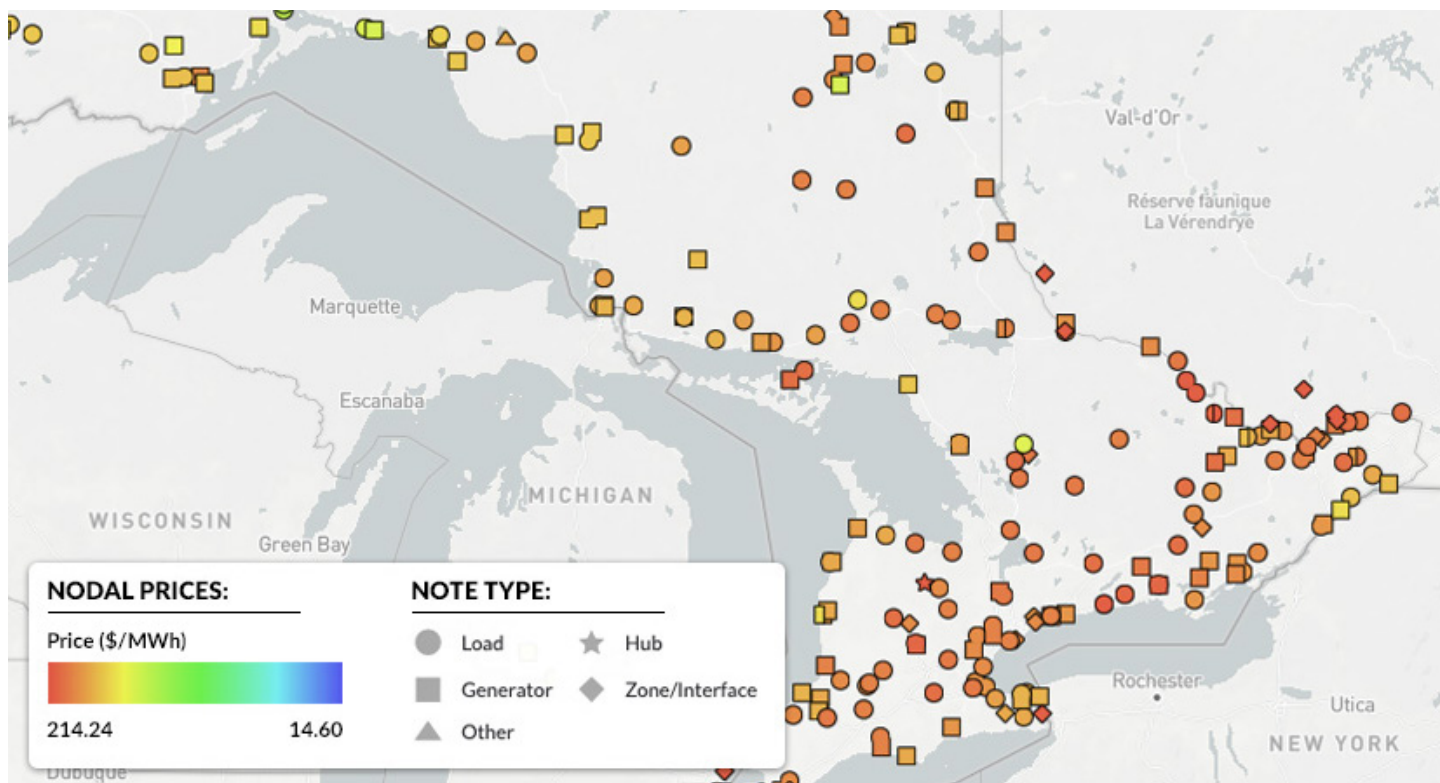 Val-d'Or
Réservé faunique
La Vérendrye
Marquette
Escanaba
MICHIGAN
WISCONSIN
Green Bay
NODAL PRICES:
Price ($/MWh)
214.24
14.60
NOTE TYPE:
Load
Hub
Generator
Zone/Interface
Other
Rochester
Utica
NEW YORK
Dubuque